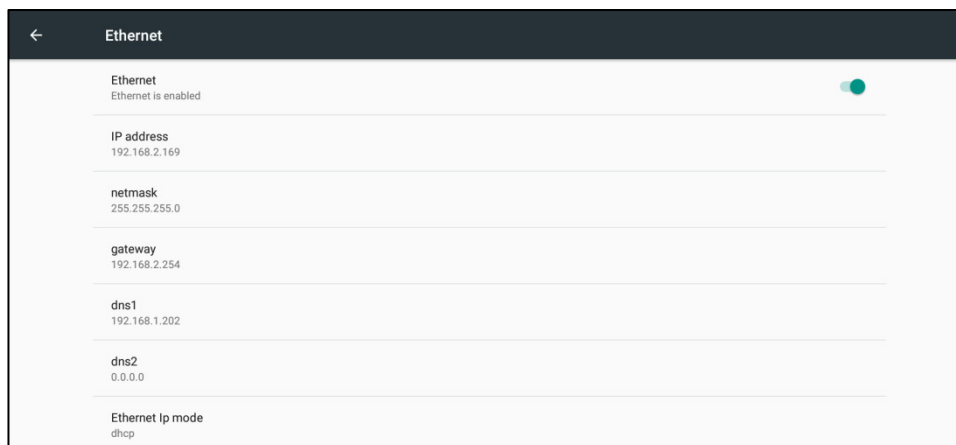 Ethernet
Ethernet
Ethernet is enabled
IP address
192.168.2.169
netmask
255.255.255.0
gateway
192.168.2.254
dns1
192.168.1.202
dns2
0.0.0.0
Ethernet Ip mode
dhcp